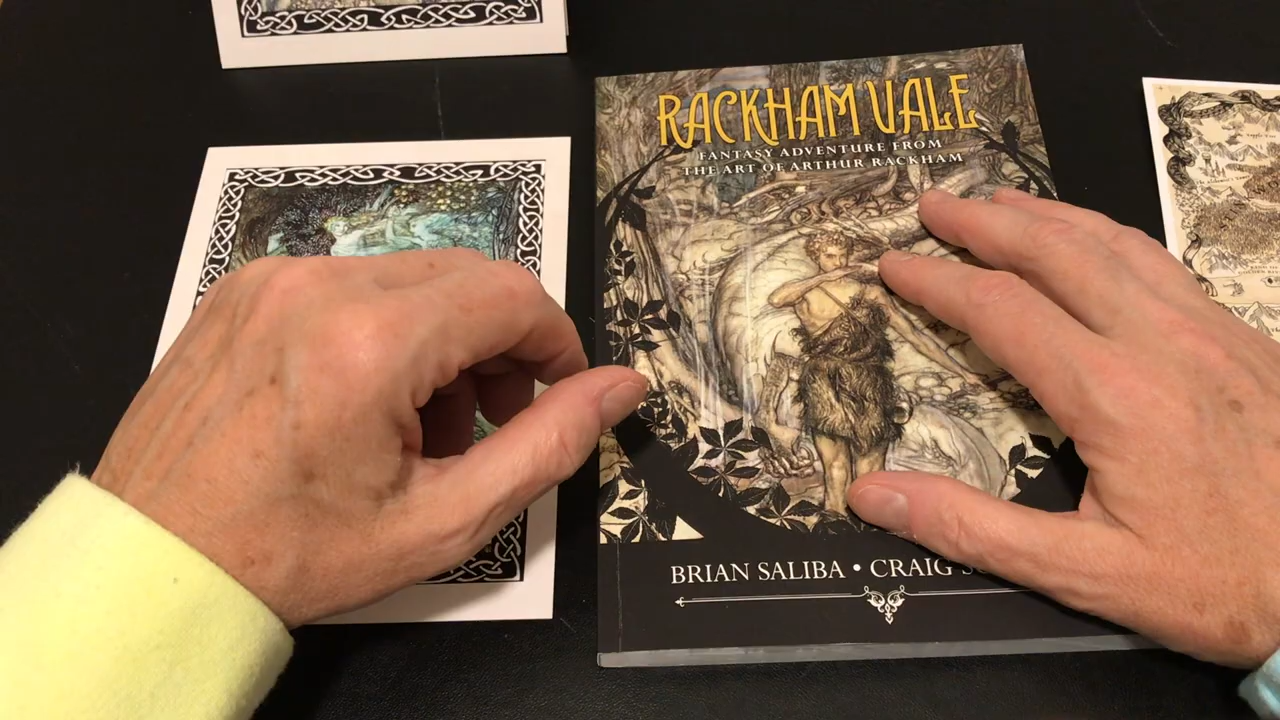 RACKHAM VALE
FANTASY ADVENTURE FROM
THE ART OF ARTHUR RACKHAM
BRIAN SALIBA • CRAIG